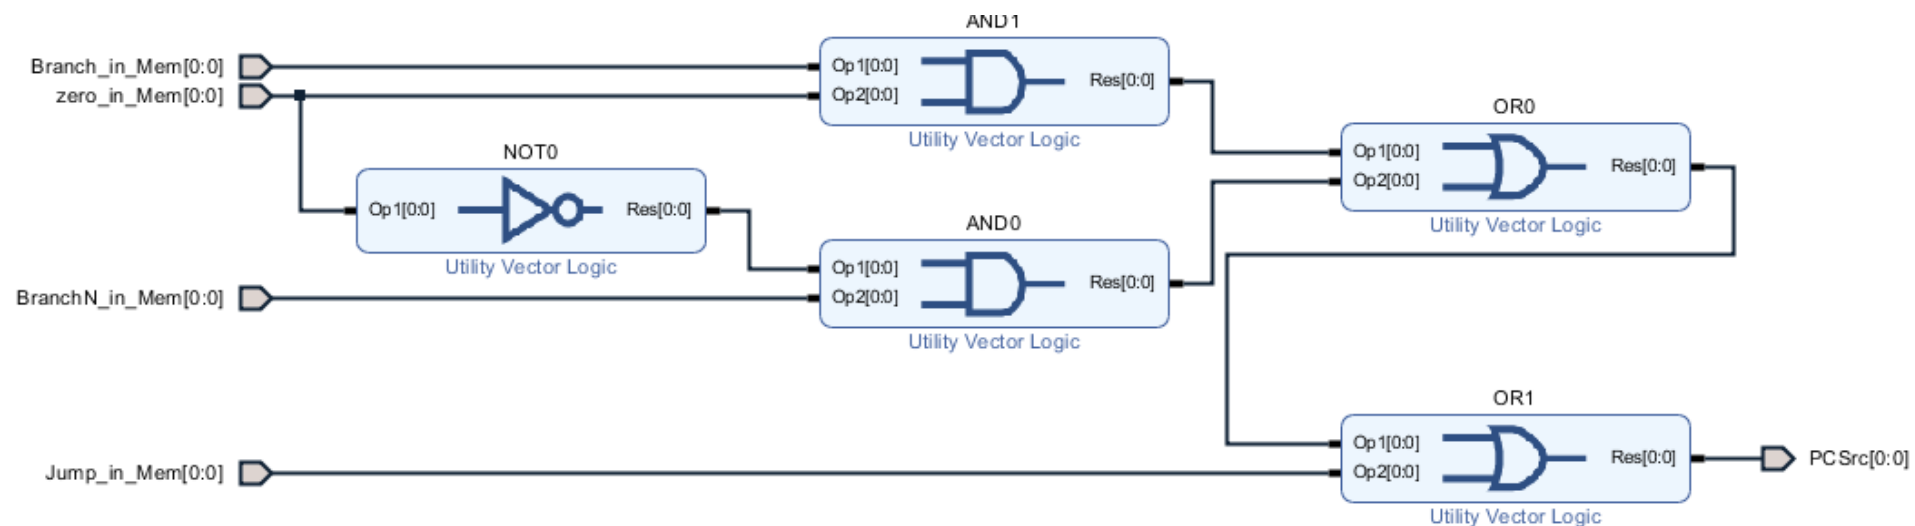 AND1
Branch_in_Mem[0:0]
Op1[0:0]
Res[0:0]
zero_in_Mem[0:0]
Op2[0:0]
Utility Vector Logic
OR0
Op1[0:0]
Res[0:0]
Op2[0:0]
Utility Vector Logic
NOT0
Op1[0:0]
Res[0:0]
Utility Vector Logic
AND0
Op1[0:0]
Res[0:0]
Op2[0:0]
Utility Vector Logic
BranchN_in_Mem[0:0]
OR1
Op1[0:0]
Res[0:0]
PCSrc[0:0]
Op2[0:0]
Jump_in_Mem[0:0]
Utility Vector Logic